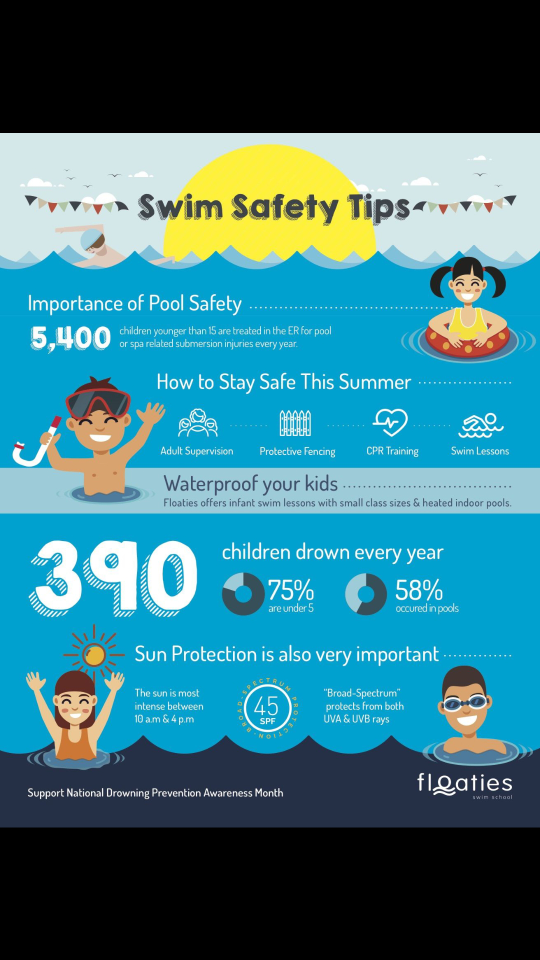 Swim Safety Tips
Importance of Pool Safety
5,400
children younger than 15 are treated in the ER for pool
or spa related submersion injuries every year.
How to Stay Safe This Summer
Adult Supervision
Protective Fencing
CPR Training
Swim Lessons
Waterproof your kids
Floaties offers infant swim lessons with small class sizes & heated indoor pools.
390
children drown every year
75%
are under 5
58%
occured in pools
Sun Protection is also very important
The sun is most
intense between
10 a.m & 4 p.m
BROAD-SPECTRUM PROTECTION
45
SPF
"Broad-Spectrum"
protects from both
UVA & UVB rays
Support National Drowning Prevention Awareness Month
floaties
swim school